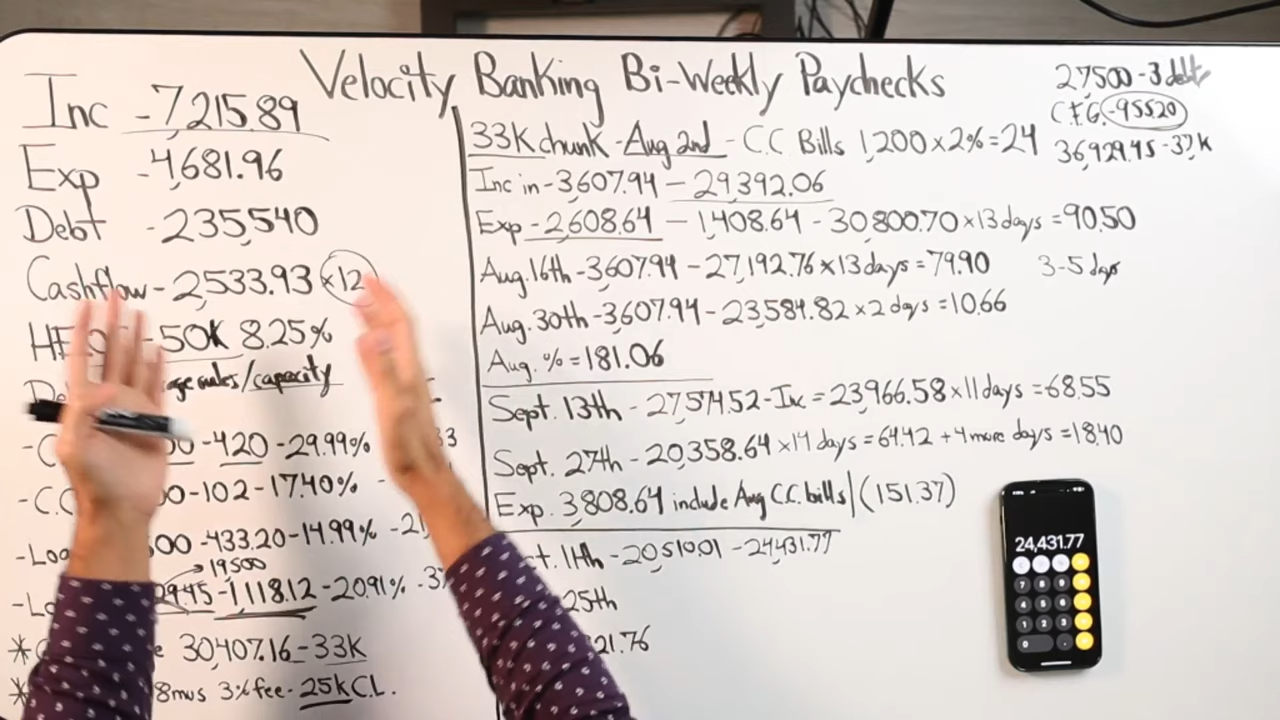 Velocity Banking Bi-Weekly Paychecks
Inc -7,215.89
Exp -4,681.96
Debt -235,540
Cashflow - 2533.93 ×12
-50K 8.25%
/capacity
-420 -29.99%
-C.C -102-17.40% -
-433.20-14.99%
19500
-1118.12 -20.91%
* 30,407.16-33K
* 3% fee-25k C.L.
33K chunk -Aug 2nd - C.C Bills 1,200×2%=24
Inc in -3,607.94 - 29,392.06
Exp -2,608.64 - 1,408.64 - 30,800.70×13 days=90.50
Aug.16th -3,607.94 - 27,192.76×13 days=79.90
3-5 days
Aug.30th -3,607.94 - 23,584.82×2 days=10.66
Aug. %=181.06
Sept. 13th - 27,574.52-Inc = 23,966.58×11 days=68.55
Sept. 27th - 20,358.64×14 days=64.42 + 4 more days=18.40
Exp. 3,808.64 include Aug C.C. bills/(151.37)
11th -20,510.01 -24,431.77
25th
21.76
27,500 -3 debts
-955.20
36,929.45 -37K
24,431.77